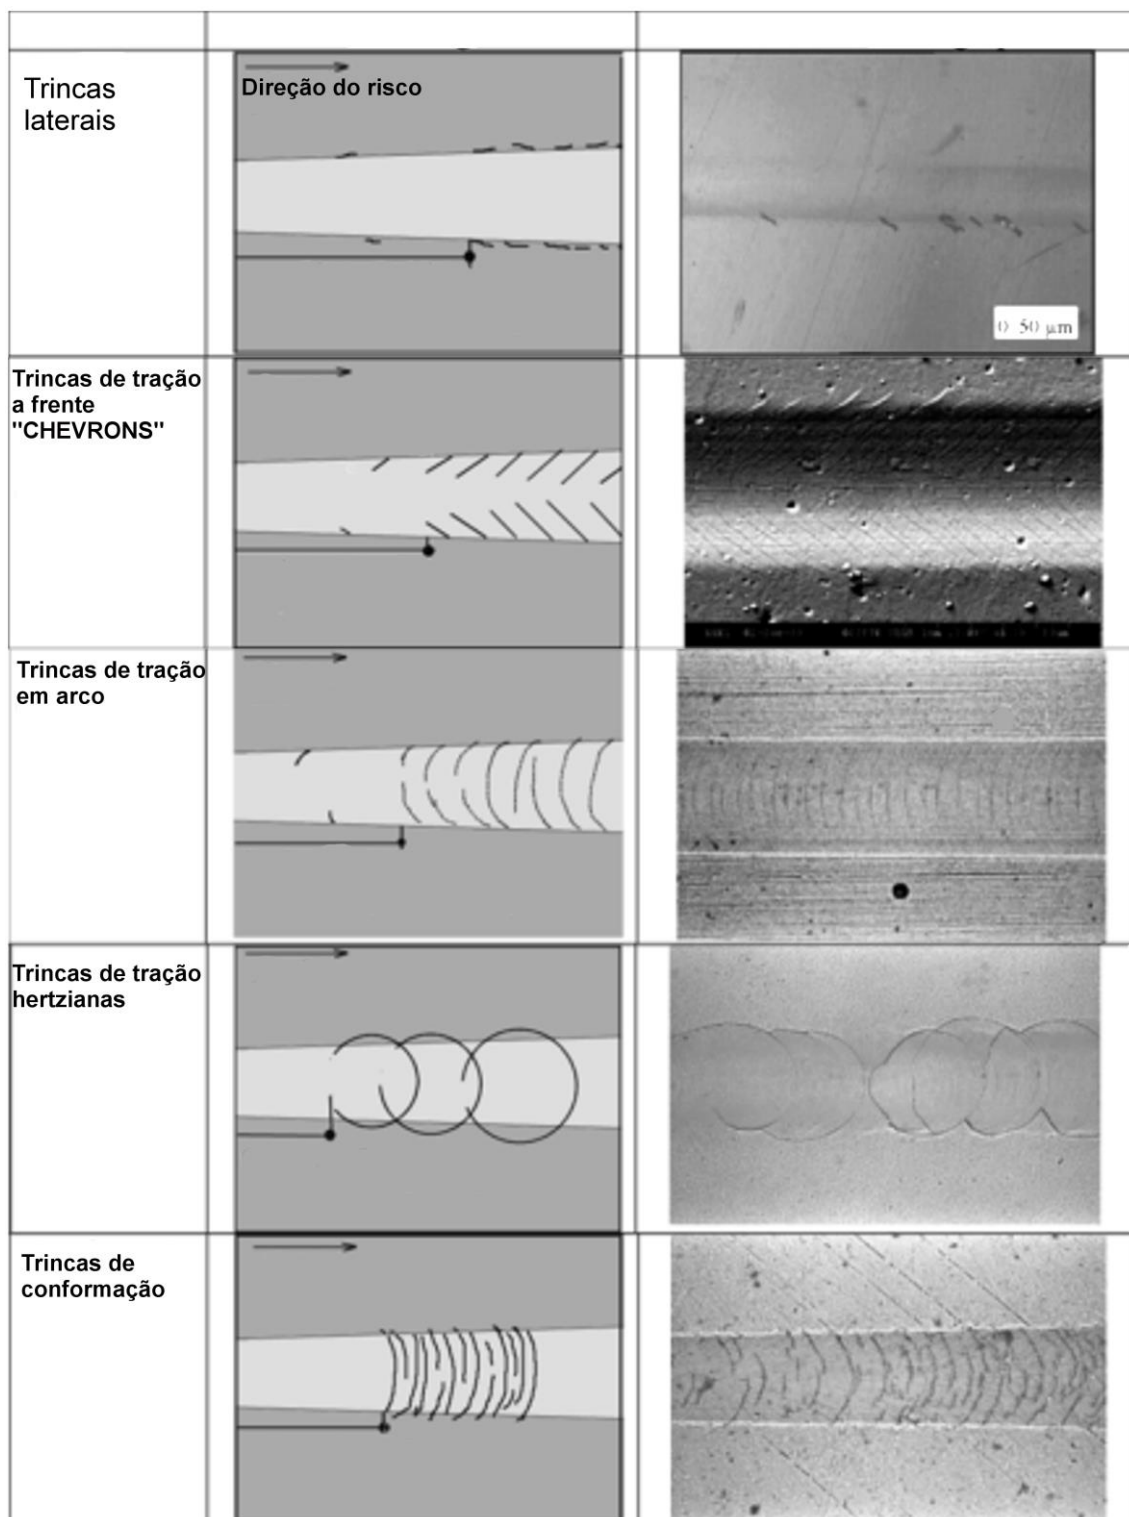 Trincas
laterais
Direção do risco
0 50 µm
Trincas de tração
a frente
"CHEVRONS"
Trincas de tração
em arco
Trincas de tração
hertzianas
Trincas de
conformação